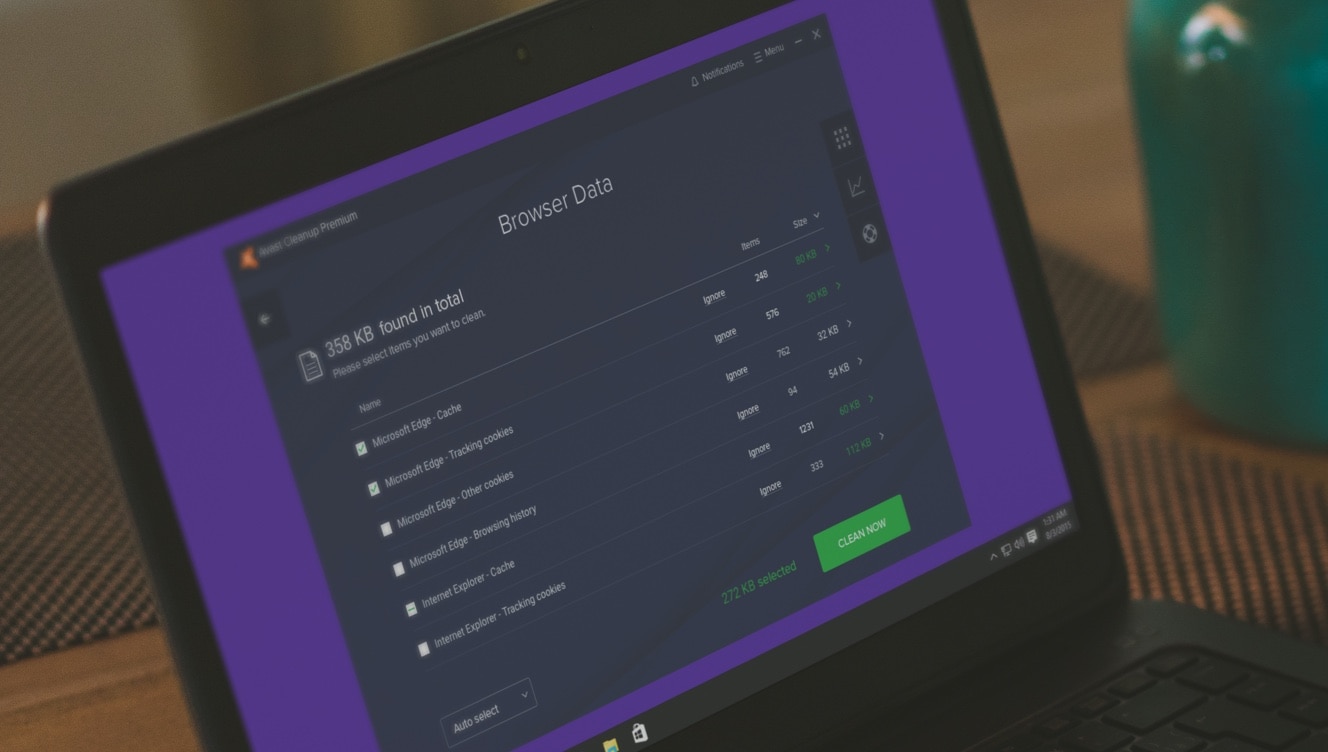 Notifications
Menu
Avast Cleanup Premium
Browser Data
358 KB found in total
Please select items you want to clean.
Name Items Size
Microsoft Edge - Cache Ignore 248 80 KB
Microsoft Edge - Tracking cookies Ignore 576 20 KB
Microsoft Edge - Other cookies Ignore 762 32 KB
Microsoft Edge - Browsing history Ignore 94 54 KB
Internet Explorer - Cache Ignore 1231 60 KB
Internet Explorer - Tracking cookies Ignore 333 112 KB
272 KB selected
CLEAN NOW
Auto select